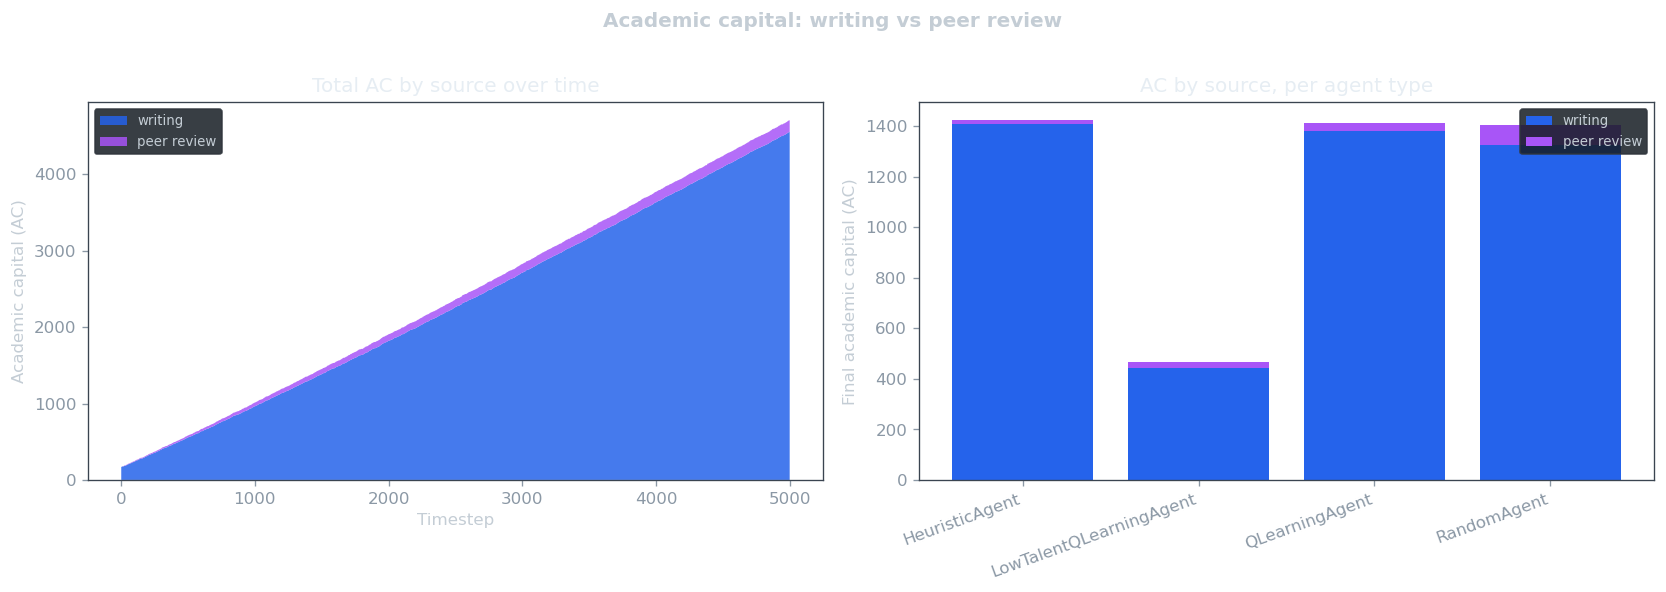 Academic capital: writing vs peer review
Total AC by source over time
writing
peer review
Academic capital (AC)
4000
3000
2000
1000
0
0 1000 2000 3000 4000 5000
Timestep
AC by source, per agent type
writing
peer review
Final academic capital (AC)
1400
1200
1000
800
600
400
200
0
HeuristicAgent
LowTalentQLearningAgent
QLearningAgent
RandomAgent